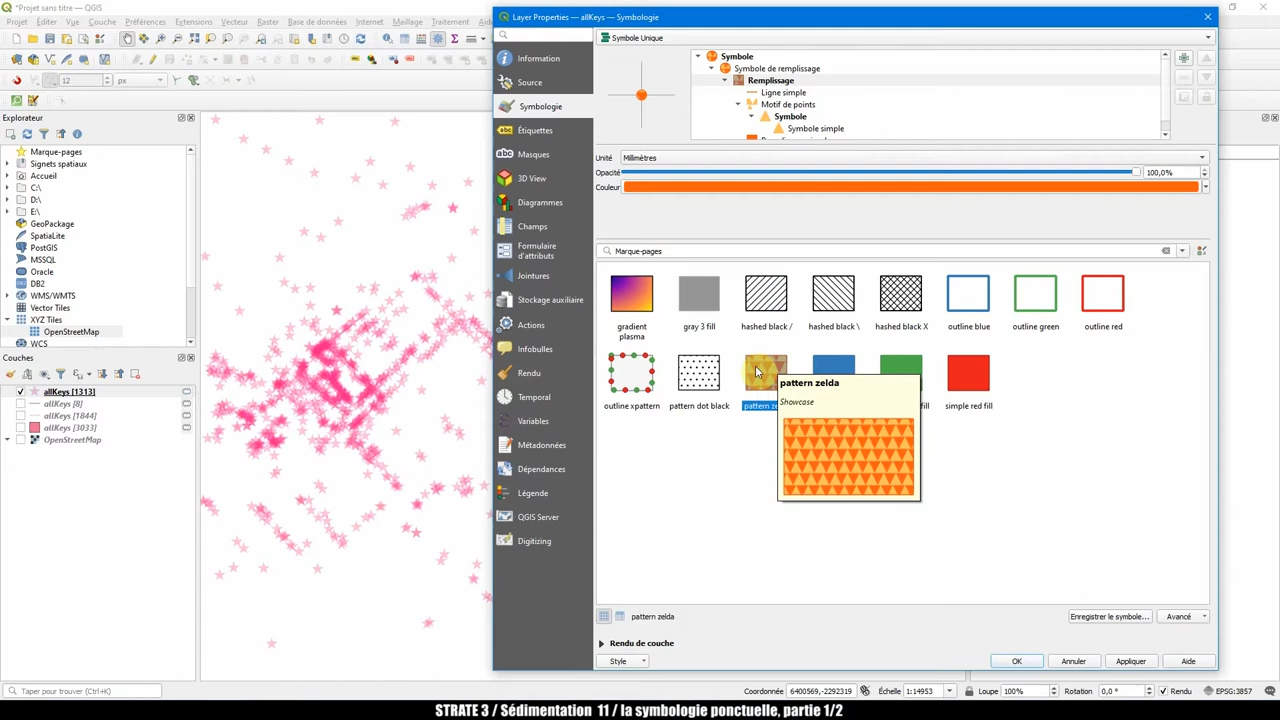 *Projet sans titre — QGIS
Projet Éditer Vue Couche Préférences Extensions Vecteur Raster Base de données Internet Maillage Traitement
12 px
Explorateur
Marque-pages
Signets spatiaux
Accueil
C:\
D:\
E:\
GeoPackage
SpatiaLite
PostGIS
MSSQL
Oracle
DB2
WMS/WMTS
Vector Tiles
XYZ Tiles
OpenStreetMap
WCS
Couches
allKeys [1313]
allKeys [8]
allKeys [1844]
allKeys [3033]
OpenStreetMap
Layer Properties — allKeys — Symbologie
Information
Source
Symbologie
Étiquettes
Masques
3D View
Diagrammes
Champs
Formulaire
d'attributs
Jointures
Stockage auxiliaire
Actions
Infobulles
Rendu
Temporal
Variables
Métadonnées
Dépendances
Légende
QGIS Server
Digitizing
Symbole Unique
Symbole
Symbole de remplissage
Remplissage
Ligne simple
Motif de points
Symbole
Symbole simple
Unité Millimètres
Opacité 100,0%
Couleur
Marque-pages
gradient
plasma
gray 3 fill
hashed black /
hashed black \
hashed black X
outline blue
outline green
outline red
outline xpattern
pattern dot black
pattern ze
fill
simple red fill
pattern zelda
Showcase
pattern zelda
Enregistrer le symbole... Avancé
Rendu de couche
Style OK Annuler Appliquer Aide
Taper pour trouver (Ctrl+K) Coordonnée 6400569,-2292319 Échelle 1:14953 Loupe 100% Rotation 0,0 ° Rendu EPSG:3857
STRATE 3 / Sédimentation 11 / la symbologie ponctuelle, partie 1/2